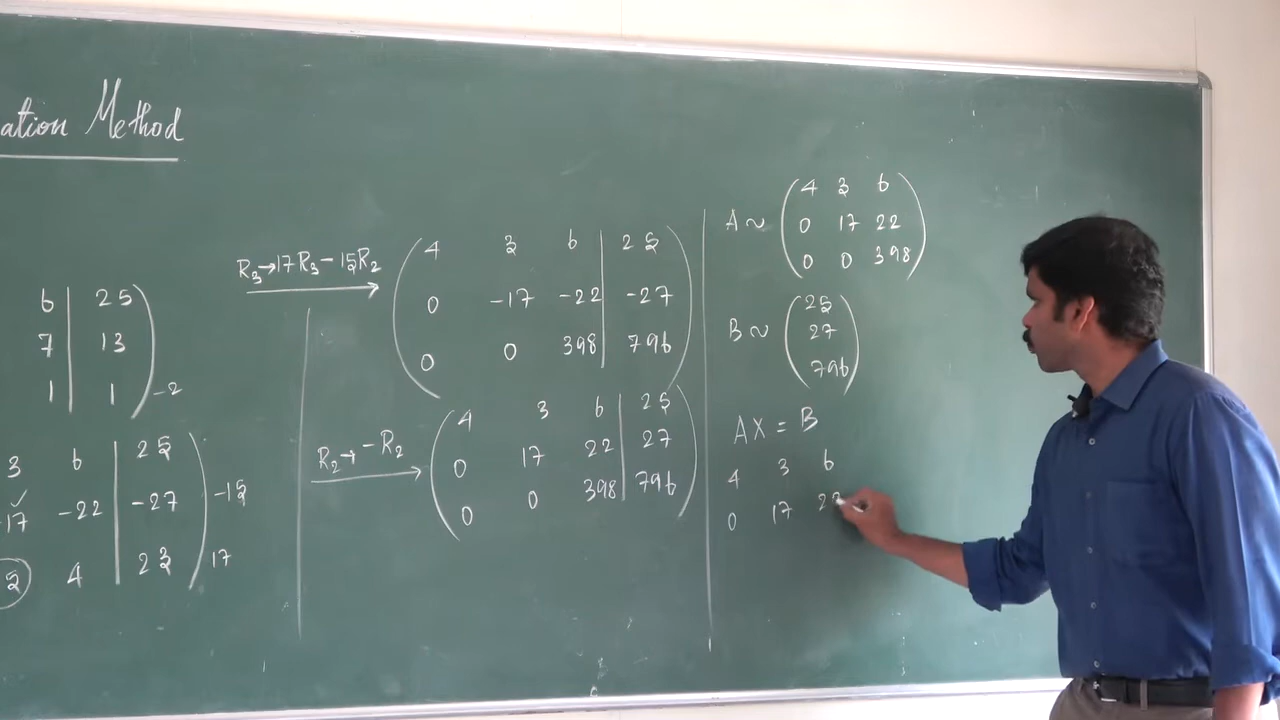 ation Method
6 | 25
7 | 13
1 | 1 -2
3 6 | 25
✓
-17 -22 | -27 -15
5 4 | 23 17
R3→17R3-15R2
4 3 6 | 25
0 -17 -22 | -27
0 0 398 | 796
R2→-R2
4 3 6 | 25
0 17 22 | 27
0 0 398 | 796
A ~ 4 3 6
0 17 22
0 0 398
B ~ 25
27
796
AX = B
4 3 6
0 17 22